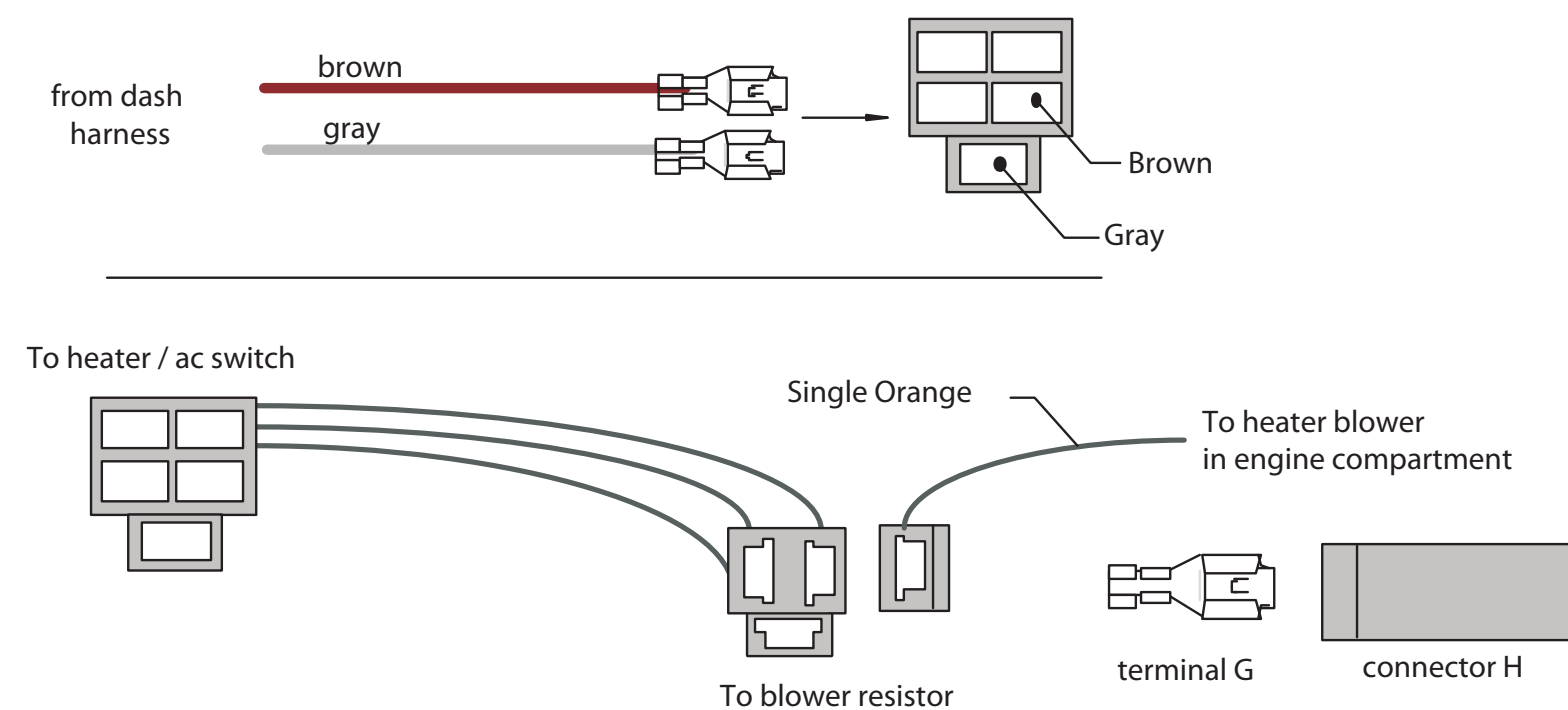 from dash
harness
brown
gray
Brown
Gray
To heater / ac switch
Single Orange
To heater blower
in engine compartment
To blower resistor
terminal G
connector H